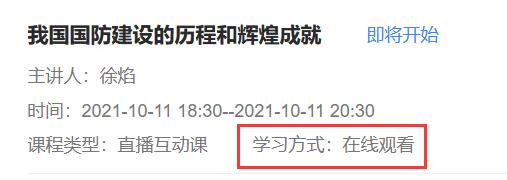 我国国防建设的历程和辉煌成就 即将开始
主讲人：徐焰
时间：2021-10-11 18:30--2021-10-11 20:30
课程类型：直播互动课 学习方式：在线观看